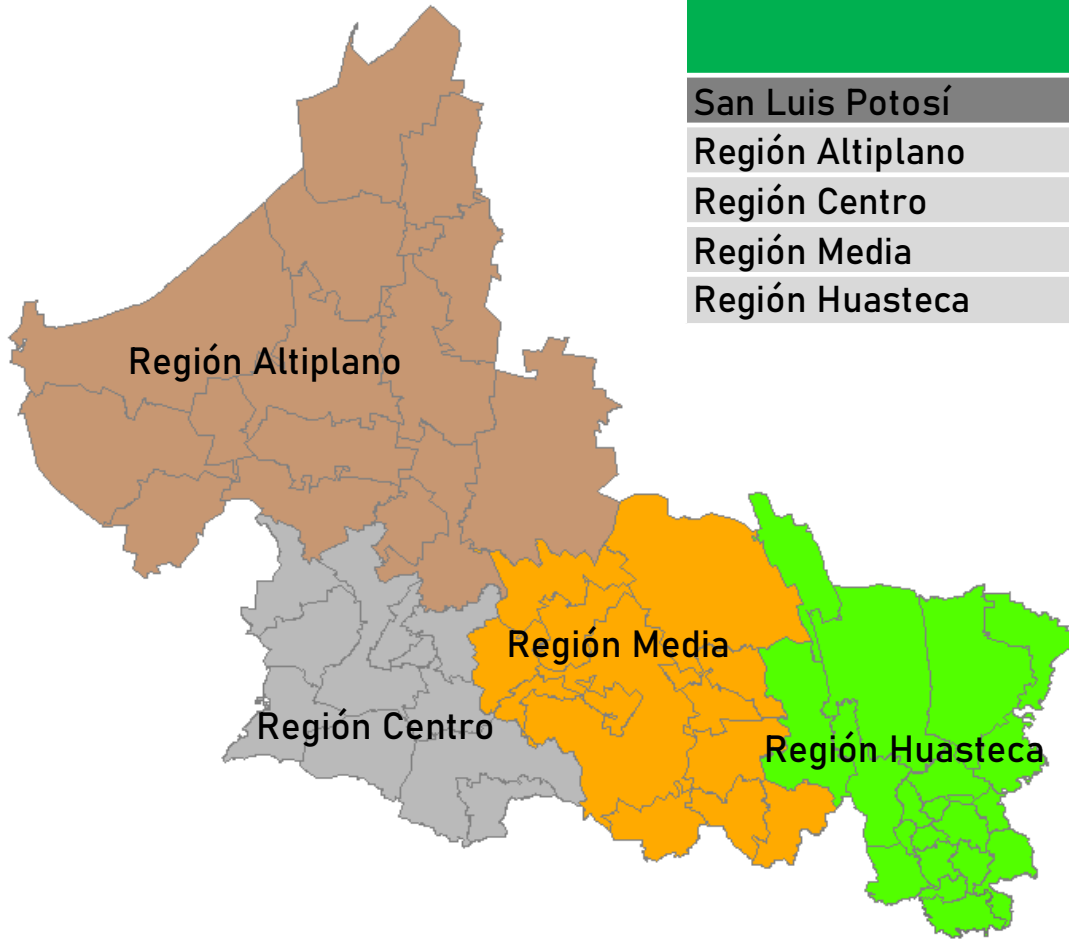 San Luis Potosí
Región Altiplano
Región Centro
Región Media
Región Huasteca
Región Altiplano
Región Media
Región Centro
Región Huasteca